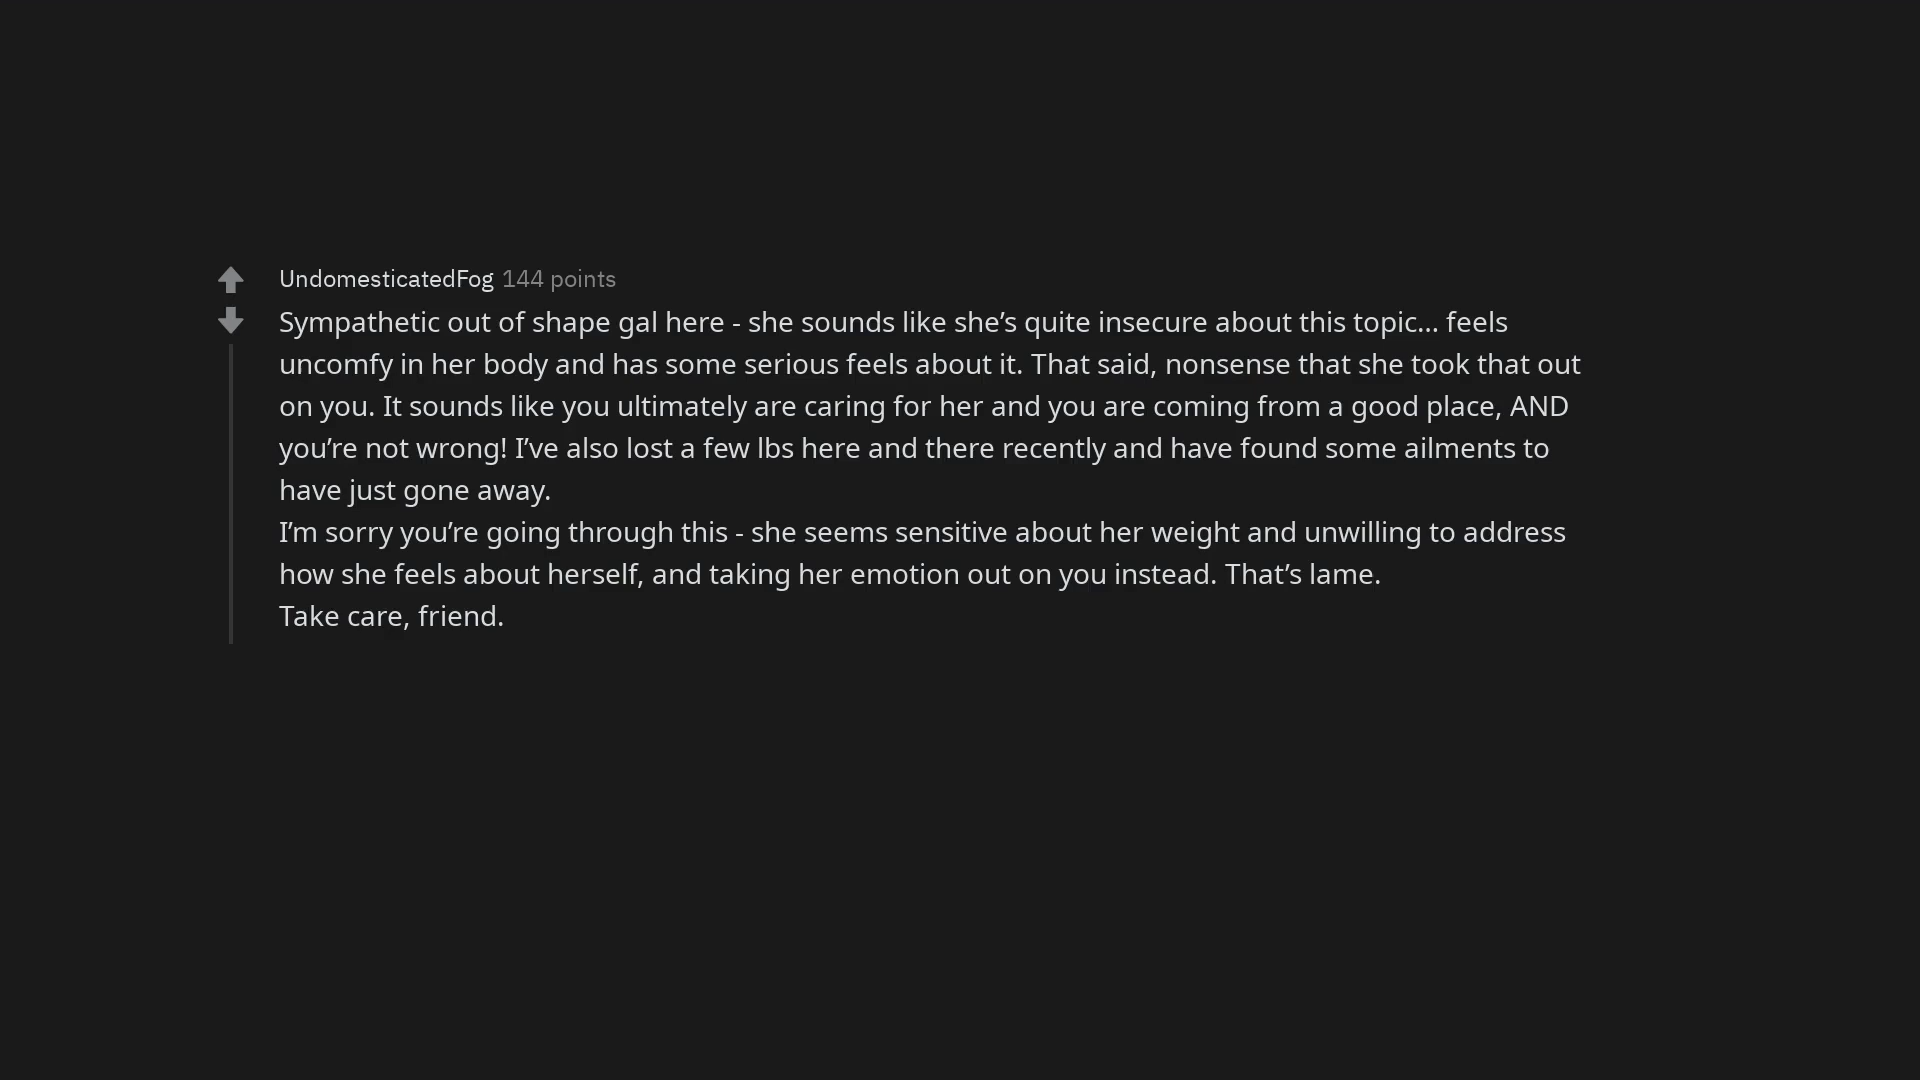 UndomesticatedFog 144 points
Sympathetic out of shape gal here - she sounds like she’s quite insecure about this topic... feels
uncomfy in her body and has some serious feels about it. That said, nonsense that she took that out
on you. It sounds like you ultimately are caring for her and you are coming from a good place, AND
you’re not wrong! I’ve also lost a few lbs here and there recently and have found some ailments to
have just gone away.
I’m sorry you’re going through this - she seems sensitive about her weight and unwilling to address
how she feels about herself, and taking her emotion out on you instead. That’s lame.
Take care, friend.